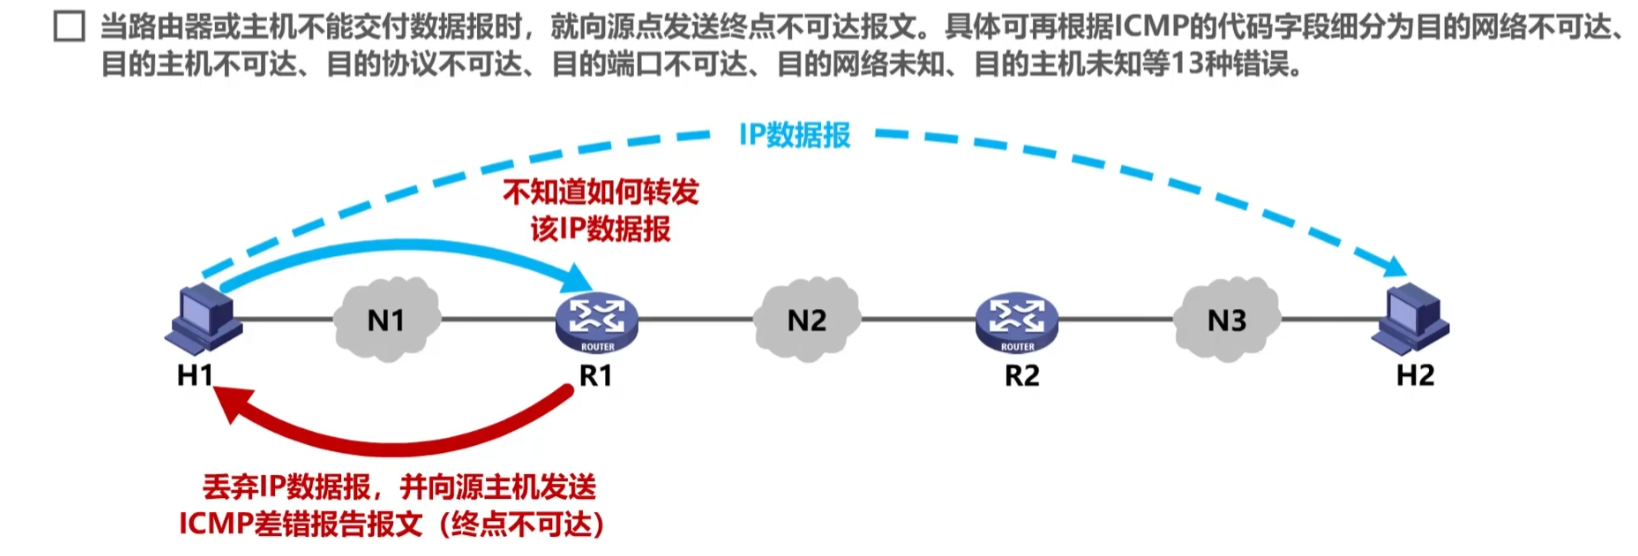 当路由器或主机不能交付数据报时，就向源点发送终点不可达报文。具体可再根据ICMP的代码字段细分为目的网络不可达、
目的主机不可达、目的协议不可达、目的端口不可达、目的网络未知、目的主机未知等13种错误。
IP数据报
不知道如何转发
该IP数据报
N1
N2
N3
ROUTER
ROUTER
H1
R1
R2
H2
丢弃IP数据报，并向源主机发送
ICMP差错报告报文（终点不可达）